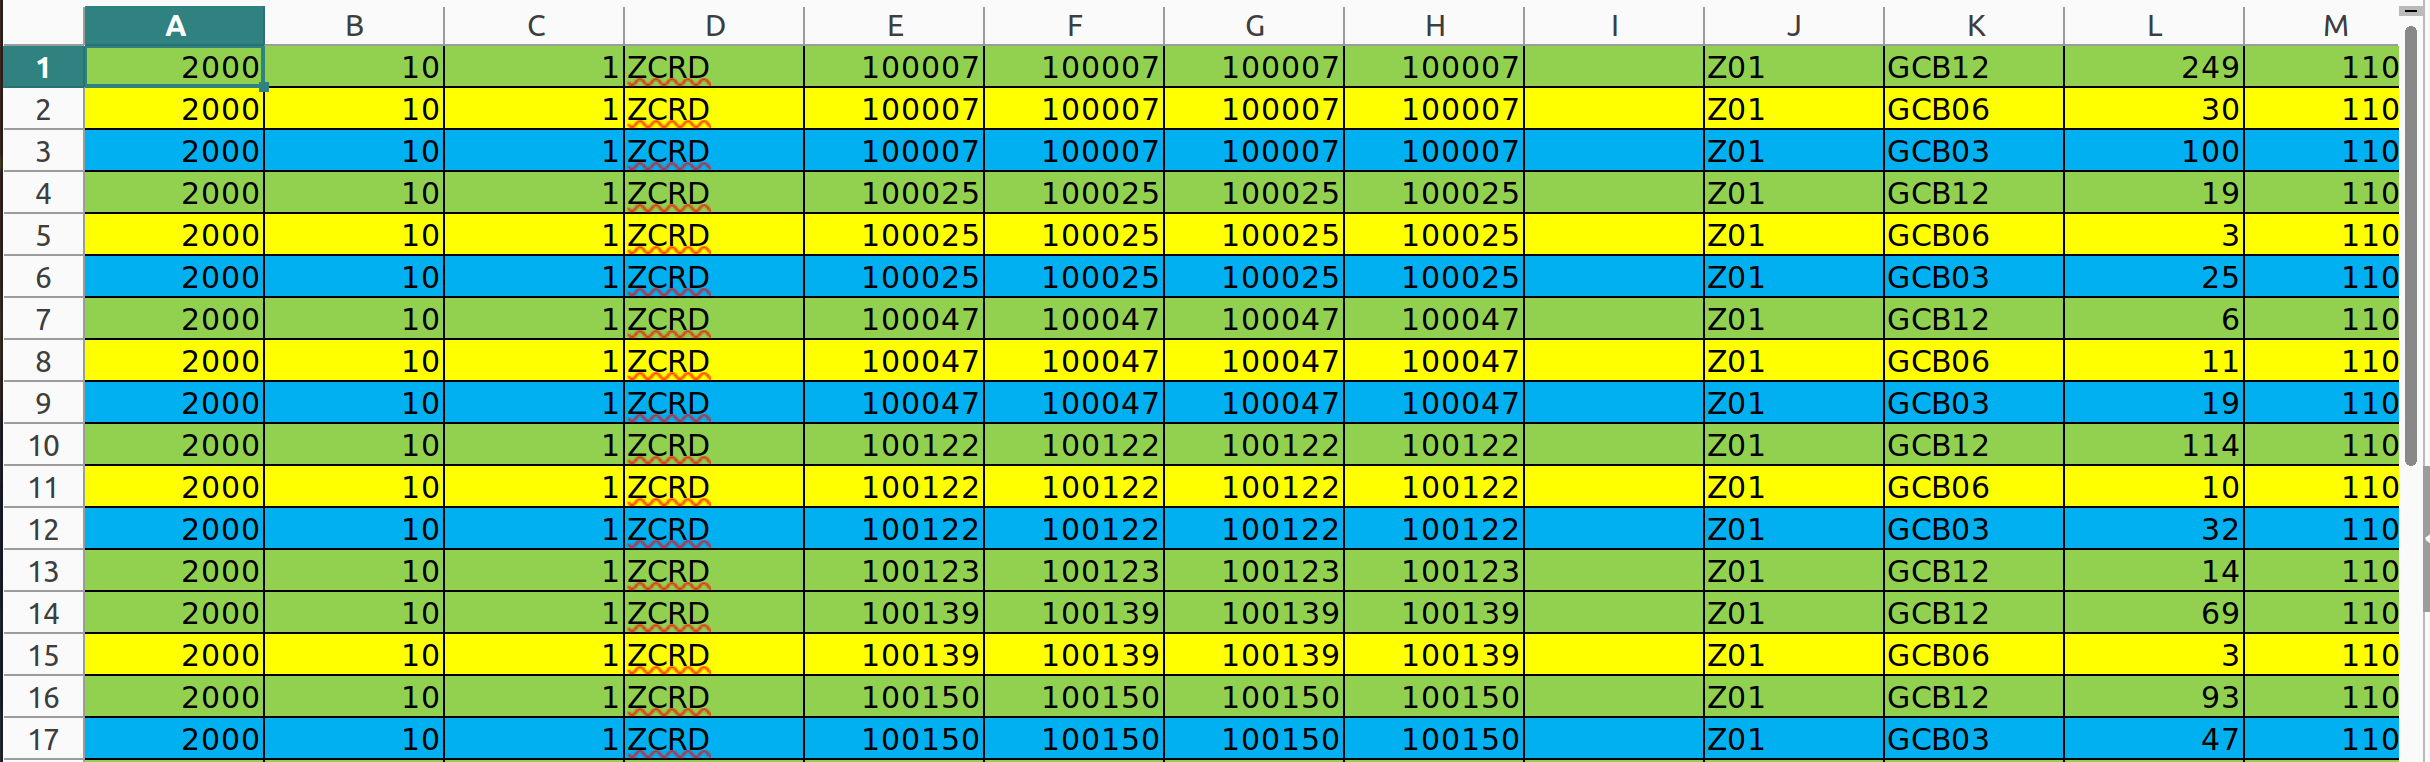 A B C D E F G H I J K L M
1 2000 10 1 ZCRD 100007 100007 100007 100007 Z01 GCB12 249 110
2 2000 10 1 ZCRD 100007 100007 100007 100007 Z01 GCB06 30 110
3 2000 10 1 ZCRD 100007 100007 100007 100007 Z01 GCB03 100 110
4 2000 10 1 ZCRD 100025 100025 100025 100025 Z01 GCB12 19 110
5 2000 10 1 ZCRD 100025 100025 100025 100025 Z01 GCB06 3 110
6 2000 10 1 ZCRD 100025 100025 100025 100025 Z01 GCB03 25 110
7 2000 10 1 ZCRD 100047 100047 100047 100047 Z01 GCB12 6 110
8 2000 10 1 ZCRD 100047 100047 100047 100047 Z01 GCB06 11 110
9 2000 10 1 ZCRD 100047 100047 100047 100047 Z01 GCB03 19 110
10 2000 10 1 ZCRD 100122 100122 100122 100122 Z01 GCB12 114 110
11 2000 10 1 ZCRD 100122 100122 100122 100122 Z01 GCB06 10 110
12 2000 10 1 ZCRD 100122 100122 100122 100122 Z01 GCB03 32 110
13 2000 10 1 ZCRD 100123 100123 100123 100123 Z01 GCB12 14 110
14 2000 10 1 ZCRD 100139 100139 100139 100139 Z01 GCB12 69 110
15 2000 10 1 ZCRD 100139 100139 100139 100139 Z01 GCB06 3 110
16 2000 10 1 ZCRD 100150 100150 100150 100150 Z01 GCB12 93 110
17 2000 10 1 ZCRD 100150 100150 100150 100150 Z01 GCB03 47 110